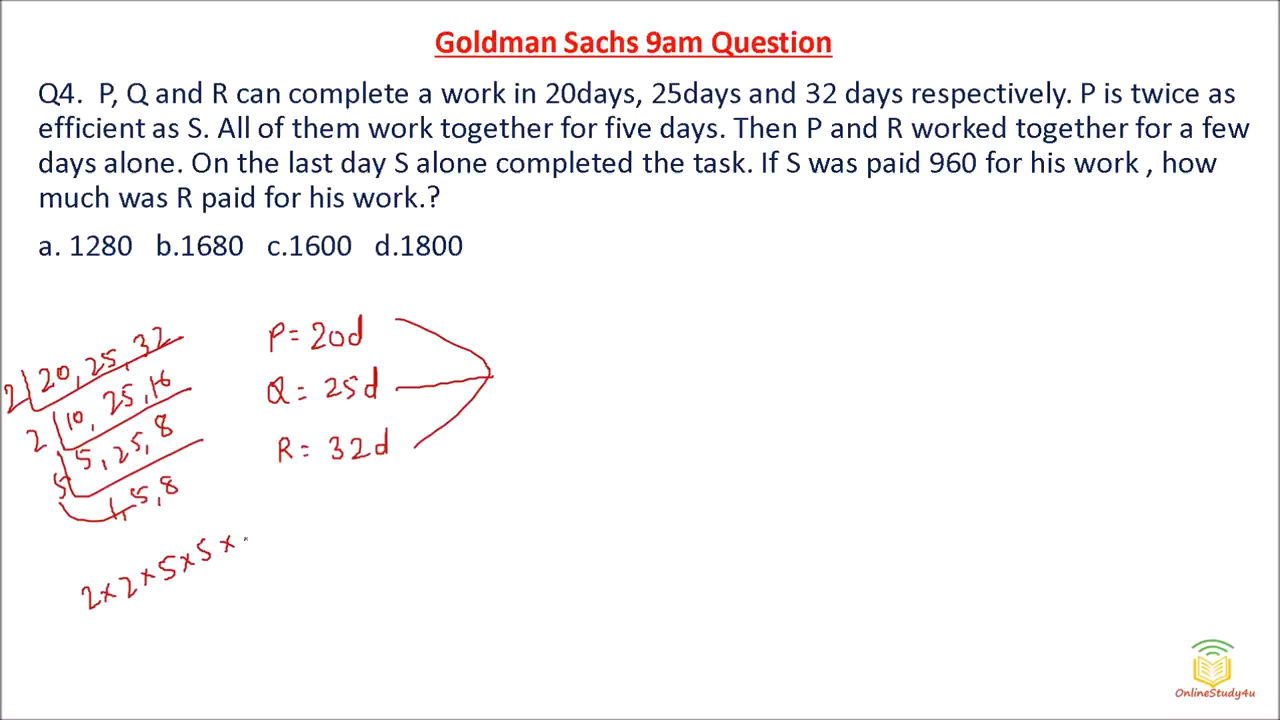 Goldman Sachs 9am Question
Q4. P, Q and R can complete a work in 20days, 25days and 32 days respectively. P is twice as
efficient as S. All of them work together for five days. Then P and R worked together for a few
days alone. On the last day S alone completed the task. If S was paid 960 for his work , how
much was R paid for his work.?
a. 1280 b.1680 c.1600 d.1800
2 20, 25, 32
2 10, 25, 16
5 5, 25, 8
1, 5, 8
2×2×5×5×
P= 20d
Q= 25d
R= 32d
OnlineStudy4u